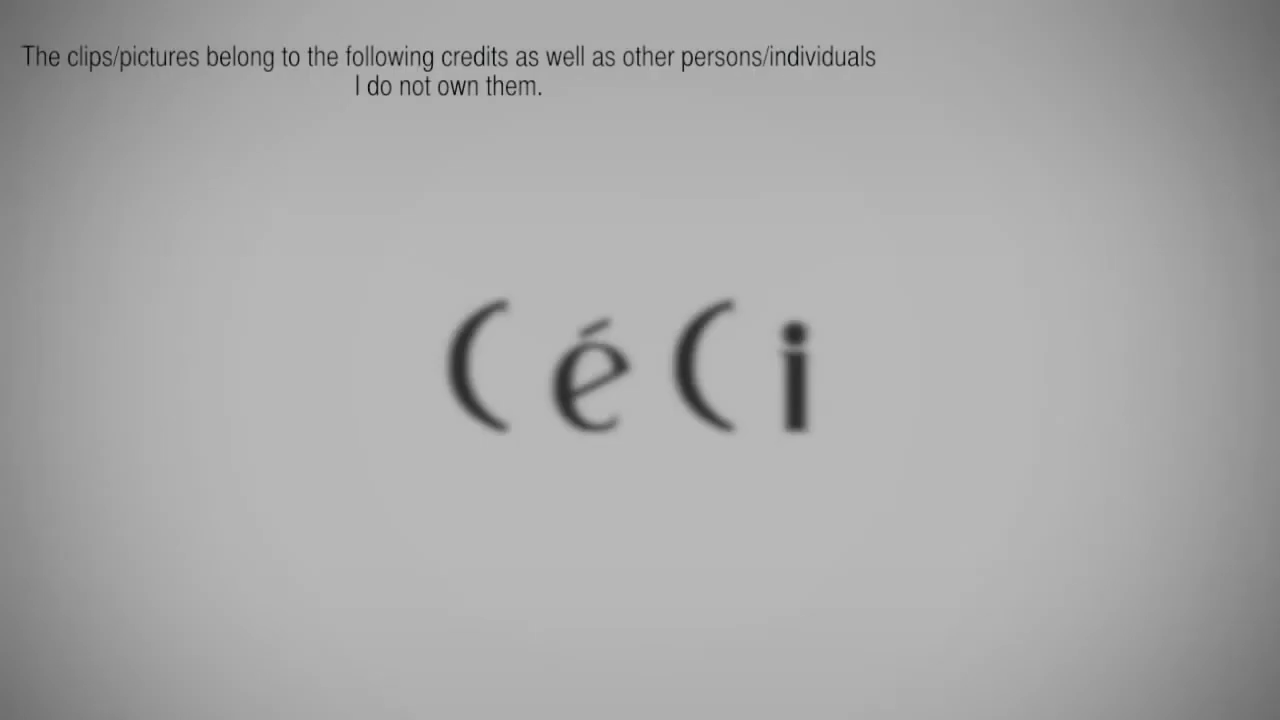 The clips/pictures belong to the following credits as well as other persons/individuals
I do not own them.
CéCi